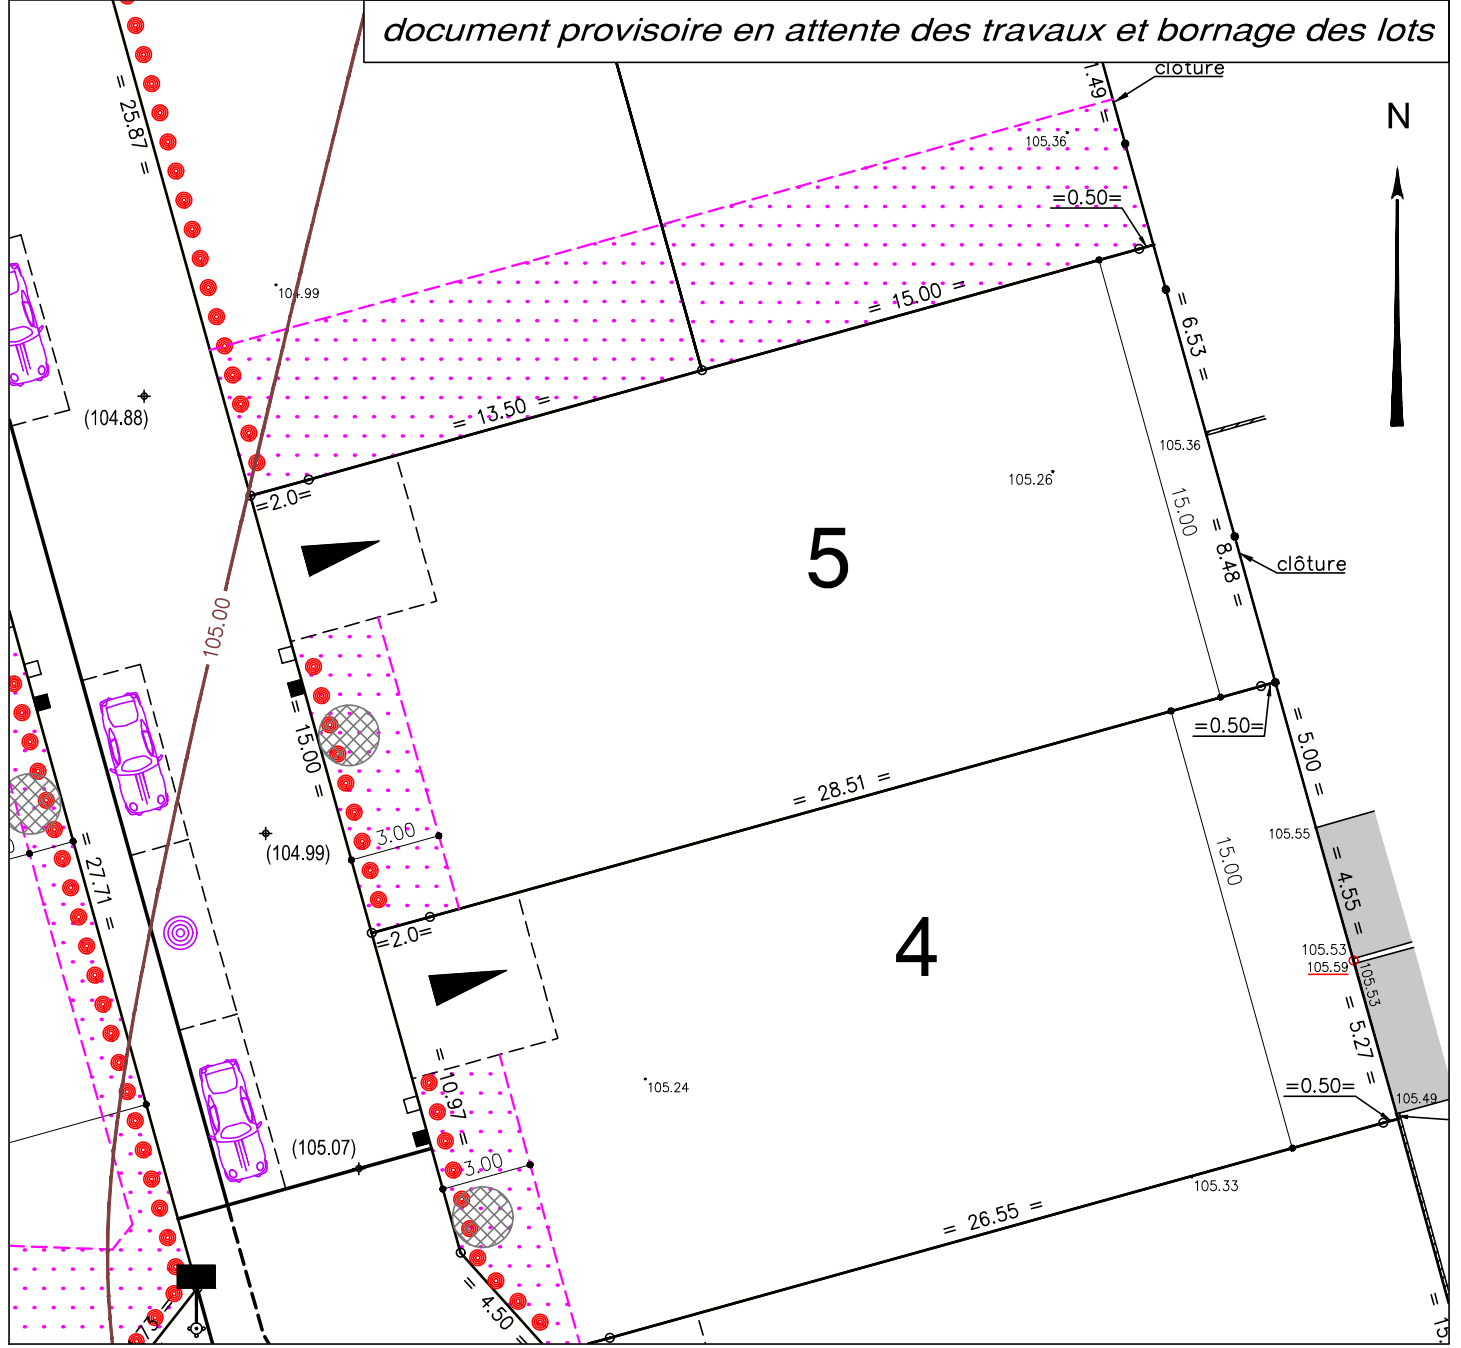 document provisoire en attente des travaux et bornage des lots
clôture
= 25.87 =
N
105.36
=0.50=
104.99
= 15.00 =
= 6.53 =
= 13.50 =
(104.88)
105.36
105.26
=2.0=
15.00
5
= 8.48 =
clôture
105.00
= 15.00 =
=0.50=
= 5.00 =
= 28.51 =
3.00
105.55
(104.99)
15.00
= 27.71 =
= 4.55 =
=2.0=
4
105.53
105.59
105.53
= 5.27 =
= 10.97 =
105.24
=0.50=
105.49
(105.07)
3.00
105.33
= 26.55 =
= 4.50 =